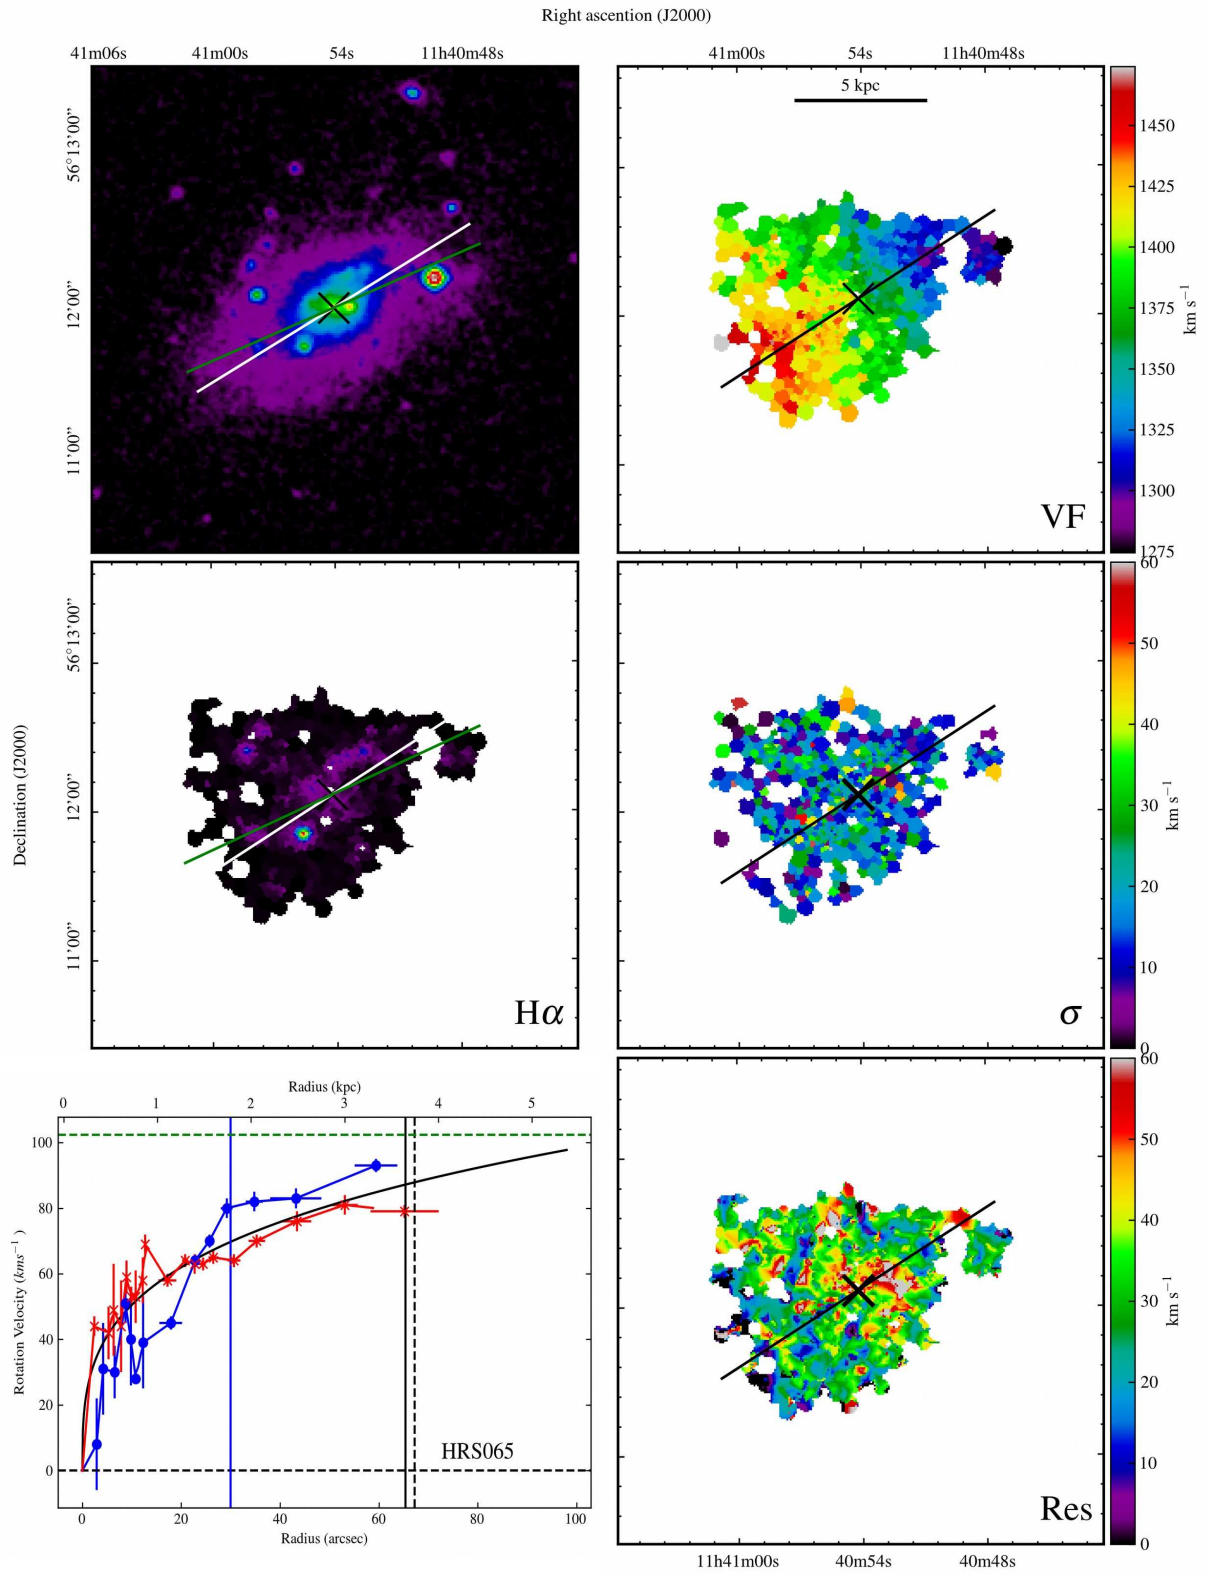 Right ascention (J2000)
41m06s 41m00s 54s 11h40m48s
41m00s 54s 11h40m48s
56°13'00”
12'00”
11'00”
5 kpc
VF
1450
1425
1400
1375
1350
1325
1300
1275
km s⁻¹
Declination (J2000)
56°13'00”
12'00”
11'00”
Hα
σ
60
50
40
30
20
10
0
km s⁻¹
Radius (kpc)
0 1 2 3 4 5
Rotation Velocity (kms⁻¹ )
100
80
60
40
20
0
HRS065
0 20 40 60 80 100
Radius (arcsec)
Res
60
50
40
30
20
10
0
km s⁻¹
11h41m00s 40m54s 40m48s